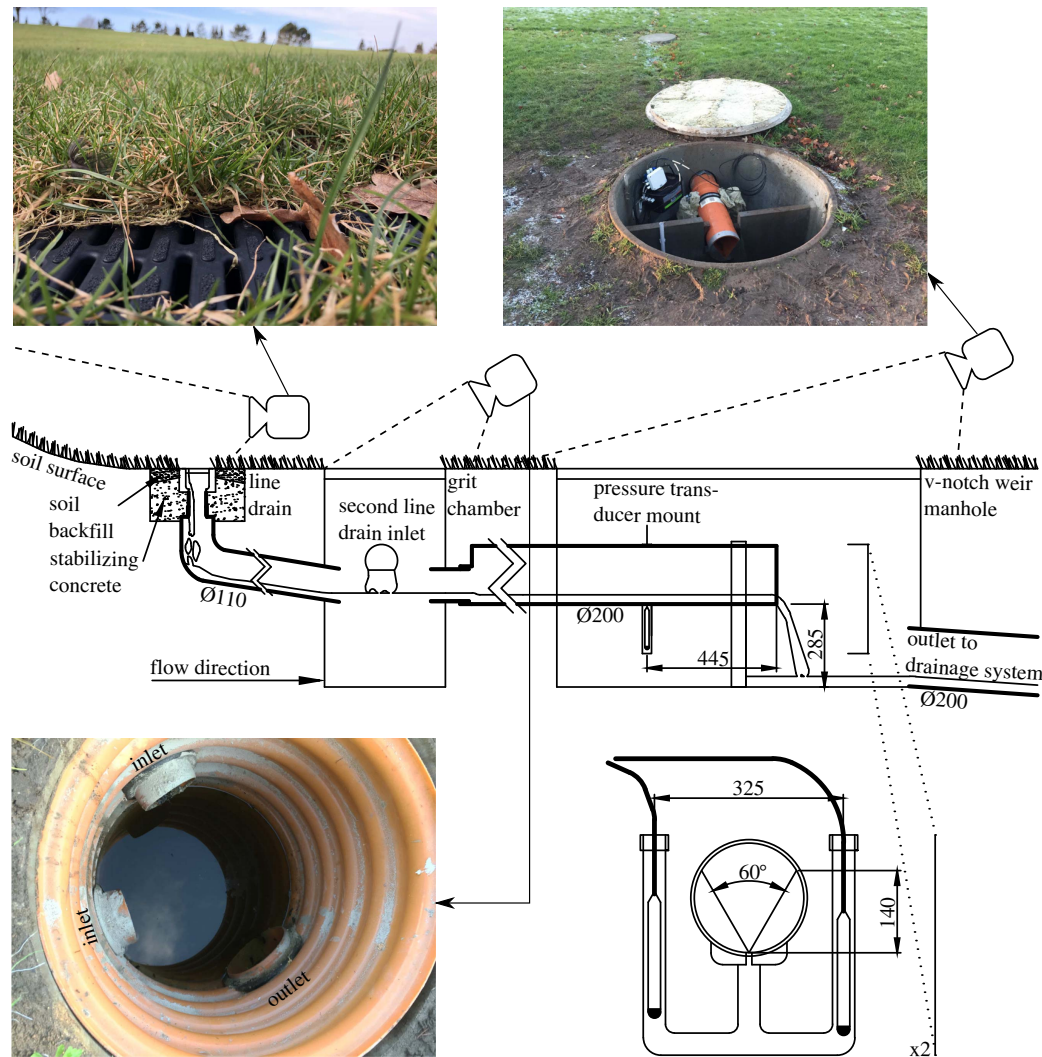 soil surface
soil
backfill
stabilizing
concrete
line
drain
second line
drain inlet
grit
chamber
pressure trans-
ducer mount
v-notch weir
manhole
Ø110
Ø200
445
285
outlet to
drainage system
Ø200
flow direction
inlet
inlet
outlet
325
60°
140
x2